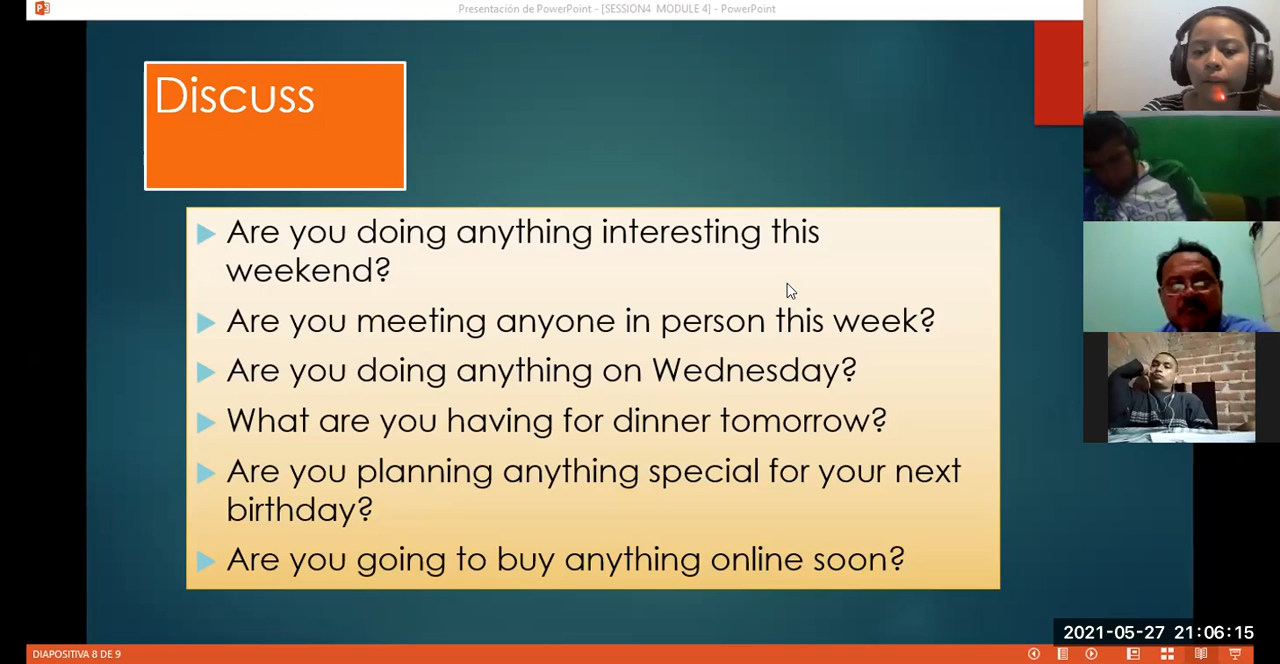 Presentación de PowerPoint - [SESSION4 MODULE 4] - PowerPoint
Discuss
Are you doing anything interesting this
weekend?
Are you meeting anyone in person this week?
Are you doing anything on Wednesday?
What are you having for dinner tomorrow?
Are you planning anything special for your next
birthday?
Are you going to buy anything online soon?
2021-05-27 21:06:15
DIAPOSITIVA 8 DE 9